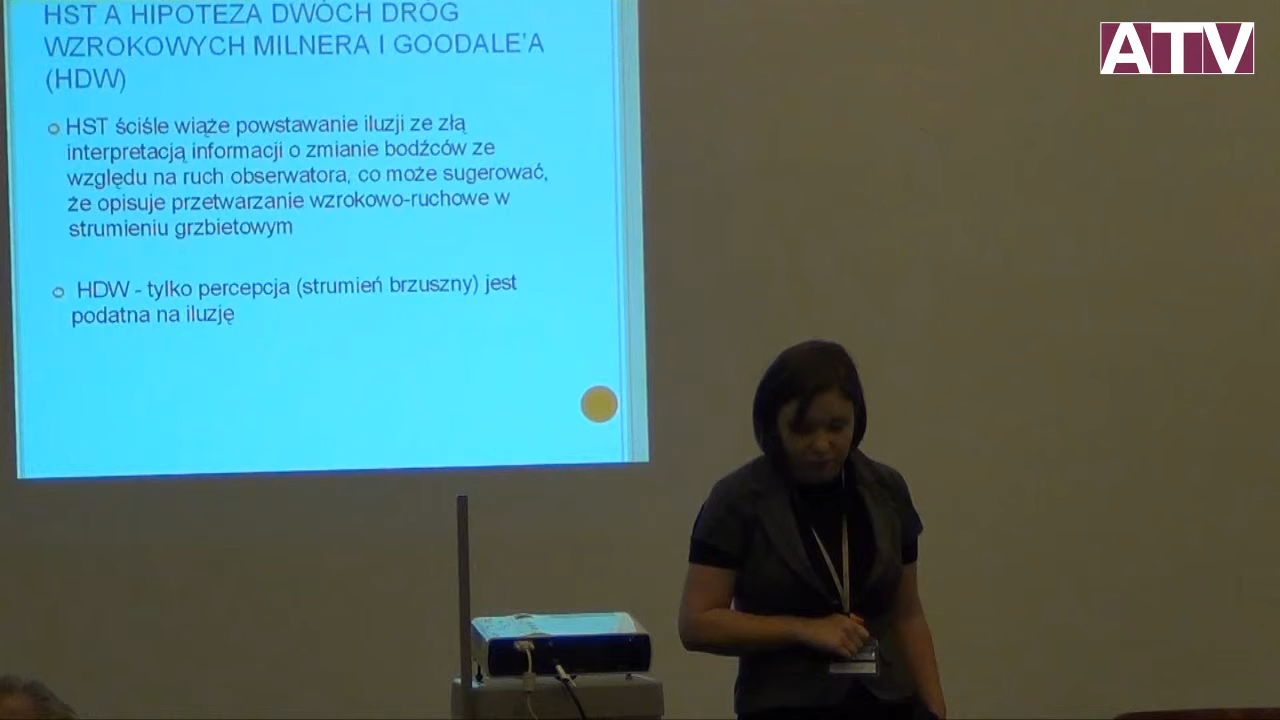 HST A HIPOTEZA DWÓCH DRÓG
WZROKOWYCH MILNERA I GOODALE'A
(HDW)
HST ściśle wiąże powstawanie iluzji ze złą
interpretacją informacji o zmianie bodźców ze
względu na ruch obserwatora, co może sugerować,
że opisuje przetwarzanie wzrokowo-ruchowe w
strumieniu grzbietowym
HDW - tylko percepcja (strumień brzuszny) jest
podatna na iluzję
ATV